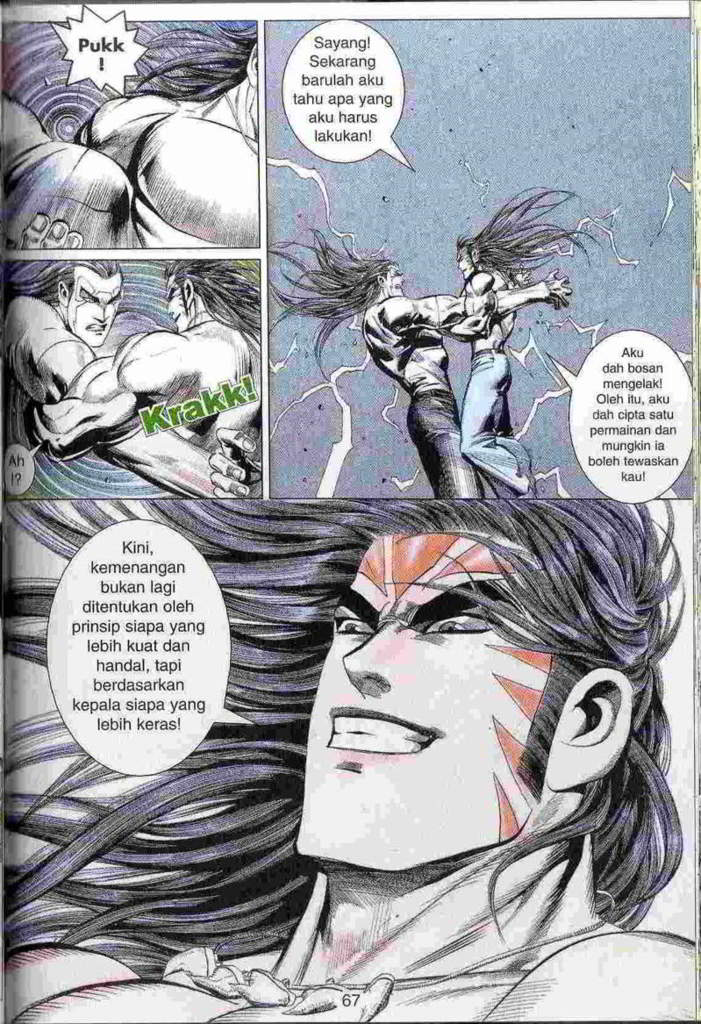 Pukk
!
Sayang!
Sekarang
barulah aku
tahu apa yang
aku harus
lakukan!
Krakk!
Ah
!?
Aku
dah bosan
mengelak!
Oleh itu, aku
dah cipta satu
permainan dan
mungkin ia
boleh tewaskan
kau!
Kini,
kemenangan
bukan lagi
ditentukan oleh
prinsip siapa yang
lebih kuat dan
handal, tapi
berdasarkan
kepala siapa yang
lebih keras!
67